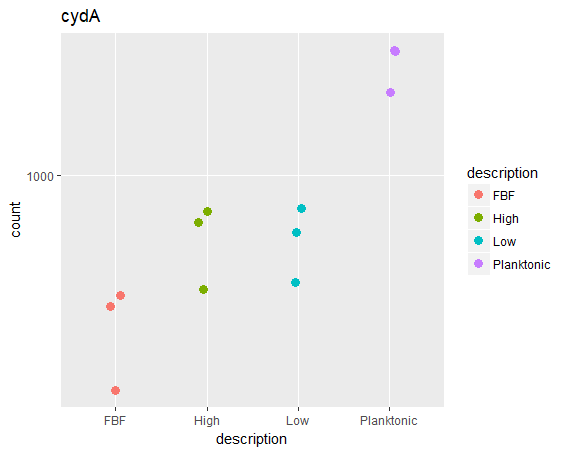 cydA
1000
count
FBF High Low Planktonic
description
description
FBF
High
Low
Planktonic